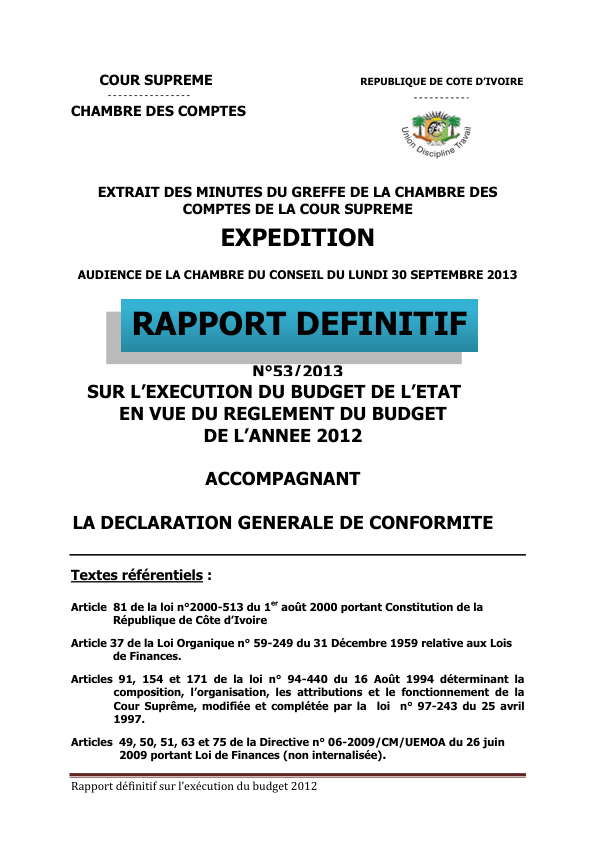 COUR SUPREME
----------------
CHAMBRE DES COMPTES
REPUBLIQUE DE COTE D’IVOIRE
-----------
Union Discipline Travail
EXTRAIT DES MINUTES DU GREFFE DE LA CHAMBRE DES
COMPTES DE LA COUR SUPREME
EXPEDITION
AUDIENCE DE LA CHAMBRE DU CONSEIL DU LUNDI 30 SEPTEMBRE 2013
RAPPORT DEFINITIF
N°53/2013
SUR L’EXECUTION DU BUDGET DE L’ETAT
EN VUE DU REGLEMENT DU BUDGET
DE L’ANNEE 2012
ACCOMPAGNANT
LA DECLARATION GENERALE DE CONFORMITE
Textes référentiels :
Article 81 de la loi n°2000-513 du 1er août 2000 portant Constitution de la
République de Côte d’Ivoire
Article 37 de la Loi Organique n° 59-249 du 31 Décembre 1959 relative aux Lois
de Finances.
Articles 91, 154 et 171 de la loi n° 94-440 du 16 Août 1994 déterminant la
composition, l’organisation, les attributions et le fonctionnement de la
Cour Suprême, modifiée et complétée par la loi n° 97-243 du 25 avril
1997.
Articles 49, 50, 51, 63 et 75 de la Directive n° 06-2009/CM/UEMOA du 26 juin
2009 portant Loi de Finances (non internalisée).
Rapport définitif sur l’exécution du budget 2012